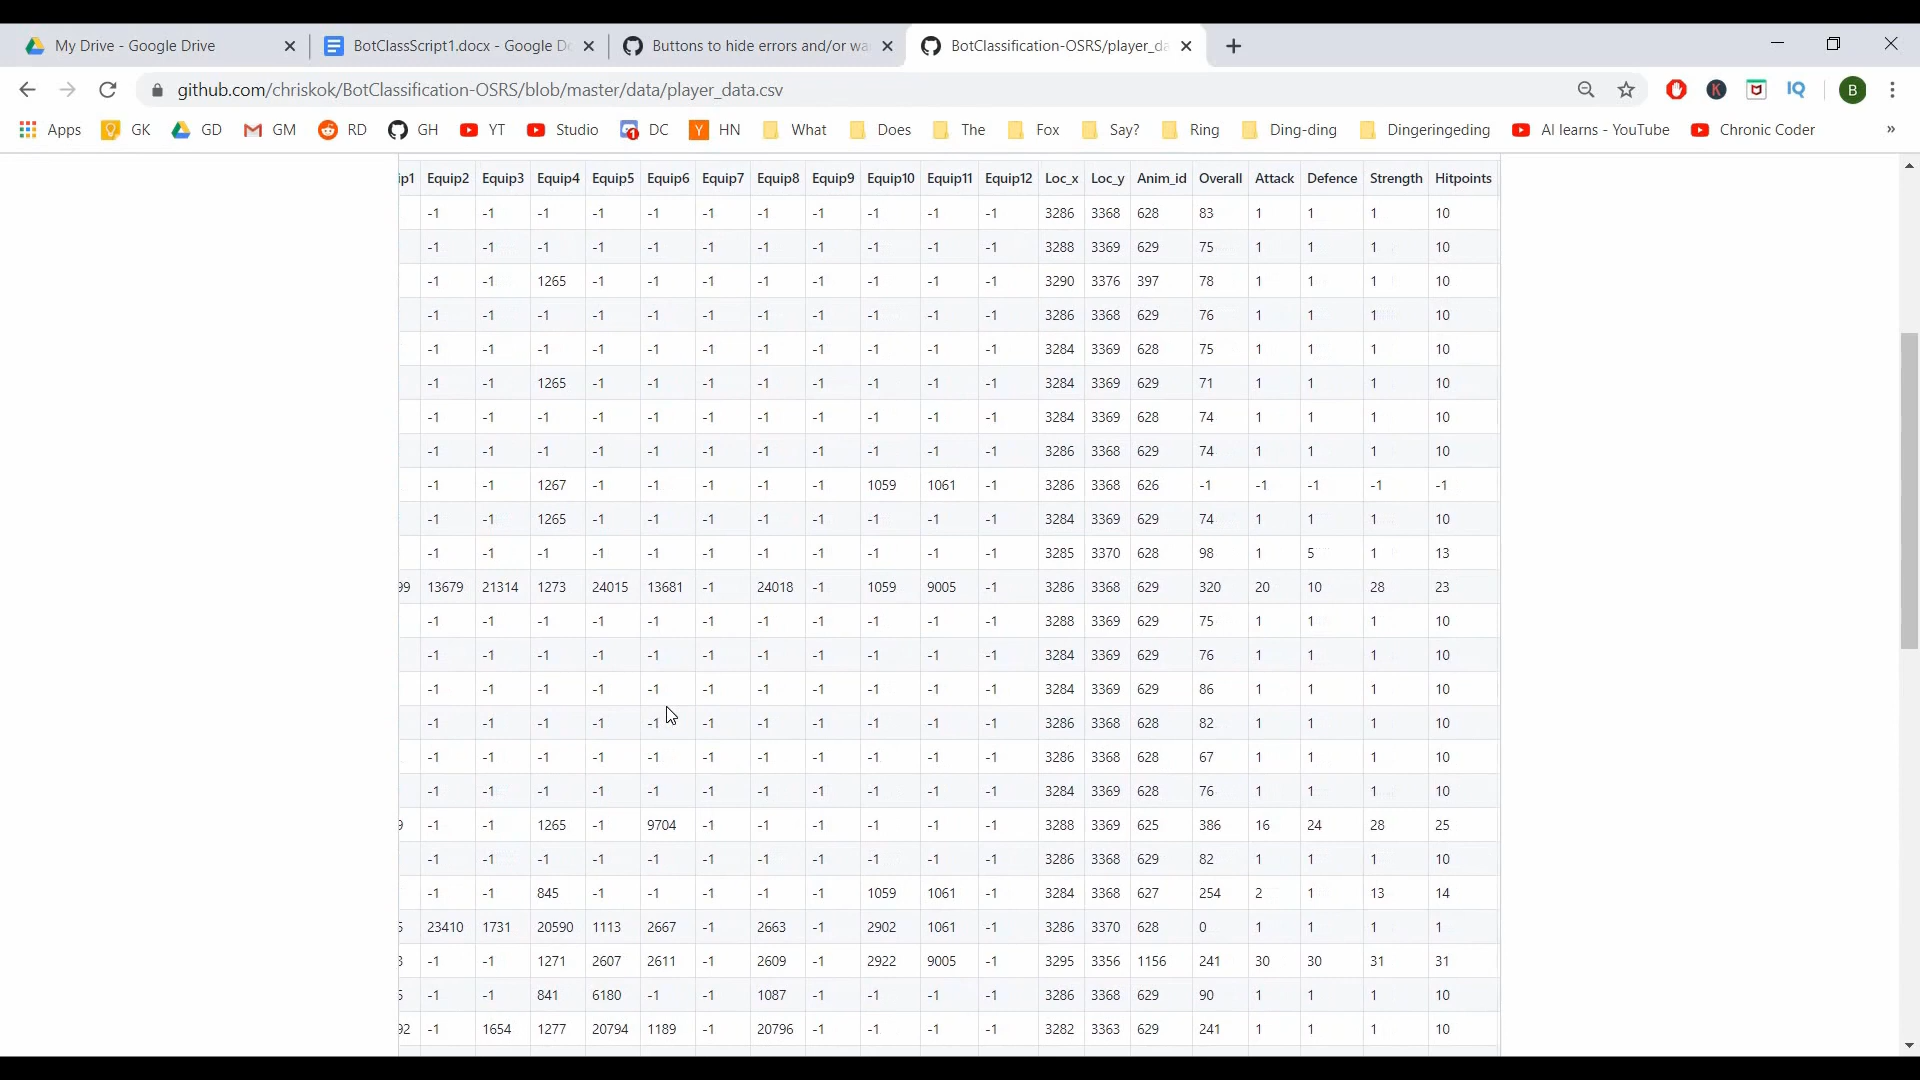 My Drive - Google Drive
BotClassScript1.docx - Google D
Buttons to hide errors and/or wa
BotClassification-OSRS/player_da
github.com/chriskok/BotClassification-OSRS/blob/master/data/player_data.csv
Apps GK GD GM RD GH YT Studio DC HN What Does The Fox Say? Ring Ding-ding Dingeringeding AI learns - YouTube Chronic Coder »
ip1 Equip2 Equip3 Equip4 Equip5 Equip6 Equip7 Equip8 Equip9 Equip10 Equip11 Equip12 Loc_x Loc_y Anim_id Overall Attack Defence Strength Hitpoints
-1 -1 -1 -1 -1 -1 -1 -1 -1 -1 -1 3286 3368 628 83 1 1 1 10
-1 -1 -1 -1 -1 -1 -1 -1 -1 -1 -1 3288 3369 629 75 1 1 1 10
-1 -1 1265 -1 -1 -1 -1 -1 -1 -1 -1 3290 3376 397 78 1 1 1 10
-1 -1 -1 -1 -1 -1 -1 -1 -1 -1 -1 3286 3368 629 76 1 1 1 10
-1 -1 -1 -1 -1 -1 -1 -1 -1 -1 -1 3284 3369 628 75 1 1 1 10
-1 -1 1265 -1 -1 -1 -1 -1 -1 -1 -1 3284 3369 629 71 1 1 1 10
-1 -1 -1 -1 -1 -1 -1 -1 -1 -1 -1 3284 3369 628 74 1 1 1 10
-1 -1 -1 -1 -1 -1 -1 -1 -1 -1 -1 3286 3368 629 74 1 1 1 10
-1 -1 1267 -1 -1 -1 -1 -1 1059 1061 -1 3286 3368 626 -1 -1 -1 -1 -1
-1 -1 1265 -1 -1 -1 -1 -1 -1 -1 -1 3284 3369 629 74 1 1 1 10
-1 -1 -1 -1 -1 -1 -1 -1 -1 -1 -1 3285 3370 628 98 1 5 1 13
99 13679 21314 1273 24015 13681 -1 24018 -1 1059 9005 -1 3286 3368 629 320 20 10 28 23
-1 -1 -1 -1 -1 -1 -1 -1 -1 -1 -1 3288 3369 629 75 1 1 1 10
-1 -1 -1 -1 -1 -1 -1 -1 -1 -1 -1 3284 3369 629 76 1 1 1 10
-1 -1 -1 -1 -1 -1 -1 -1 -1 -1 -1 3284 3369 629 86 1 1 1 10
-1 -1 -1 -1 -1 -1 -1 -1 -1 -1 -1 3286 3368 628 82 1 1 1 10
-1 -1 -1 -1 -1 -1 -1 -1 -1 -1 -1 3286 3368 628 67 1 1 1 10
-1 -1 -1 -1 -1 -1 -1 -1 -1 -1 -1 3284 3369 628 76 1 1 1 10
9 -1 -1 1265 -1 9704 -1 -1 -1 -1 -1 -1 3288 3369 625 386 16 24 28 25
-1 -1 -1 -1 -1 -1 -1 -1 -1 -1 -1 3286 3368 629 82 1 1 1 10
-1 -1 845 -1 -1 -1 -1 -1 1059 1061 -1 3284 3368 627 254 2 1 13 14
5 23410 1731 20590 1113 2667 -1 2663 -1 2902 1061 -1 3286 3370 628 0 1 1 1 1
3 -1 -1 1271 2607 2611 -1 2609 -1 2922 9005 -1 3295 3356 1156 241 30 30 31 31
5 -1 -1 841 6180 -1 -1 1087 -1 -1 -1 -1 3286 3368 629 90 1 1 1 10
92 -1 1654 1277 20794 1189 -1 20796 -1 -1 -1 -1 3282 3363 629 241 1 1 1 10